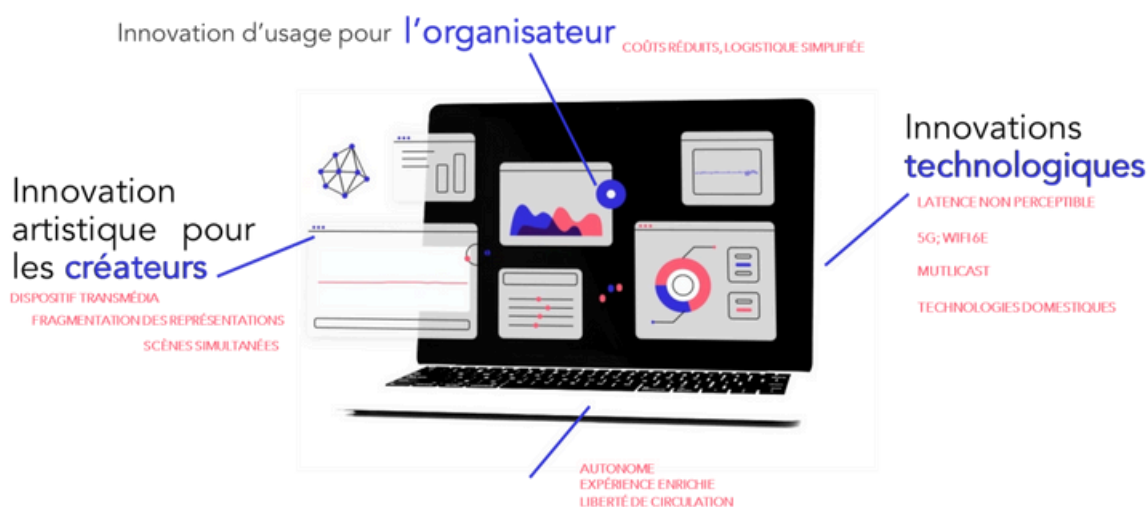 Innovation d'usage pour l'organisateur
COÛTS RÉDUITS, LOGISTIQUE SIMPLIFIÉE
Innovations
technologiques
LATENCE NON PERCEPTIBLE
5G; WIFI 6E
MUTLICAST
TECHNOLOGIES DOMESTIQUES
Innovation
artistique pour
les créateurs
DISPOSITIF TRANSMÉDIA
FRAGMENTATION DES REPRÉSENTATIONS
SCÈNES SIMULTANÉES
AUTONOME
EXPÉRIENCE ENRICHIE
LIBERTÉ DE CIRCULATION